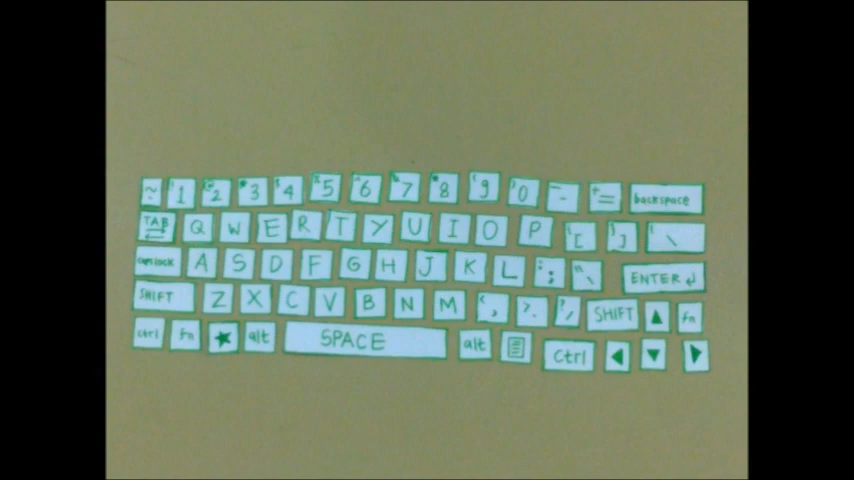 ~ ` ! 1 @ 2 3 $ 4 % 5 ^ 6 & 7 * 8 ( 9 ) 0 _ - + = backspace
TAB Q W E R T Y U I O P { [ } ] \
capslock A S D F G H J K L : ; " \ ENTER
SHIFT Z X C V B N M < , > . ? / SHIFT ▲ fn
ctrl fn ★ alt SPACE alt Ctrl ◀ ▼ ▶